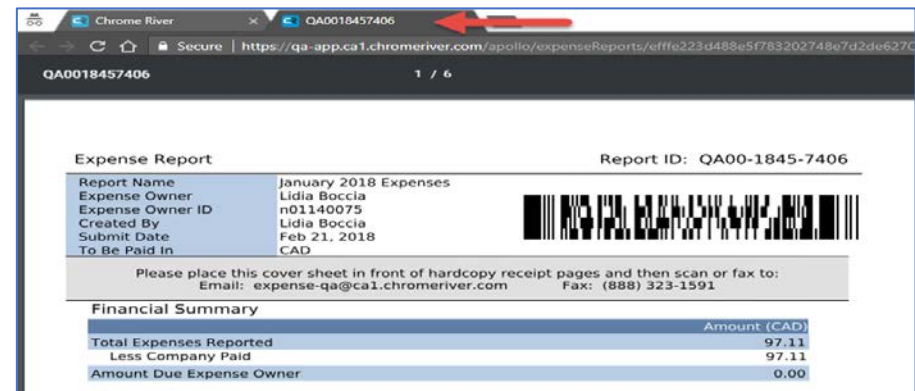 Chrome River
QA0018457406
Secure | https://qa-app.ca1.chromeriver.com/apollo/expenseReports/efffe223d488e5f783202748e7d2de6270
QA0018457406 1 / 6
Expense Report Report ID: QA00-1845-7406
Report Name January 2018 Expenses
Expense Owner Lidia Boccia
Expense Owner ID n01140075
Created By Lidia Boccia
Submit Date Feb 21, 2018
To Be Paid In CAD
Please place this cover sheet in front of hardcopy receipt pages and then scan or fax to:
Email: expense-qa@ca1.chromeriver.com Fax: (888) 323-1591
Financial Summary
Amount (CAD)
Total Expenses Reported 97.11
Less Company Paid 97.11
Amount Due Expense Owner 0.00